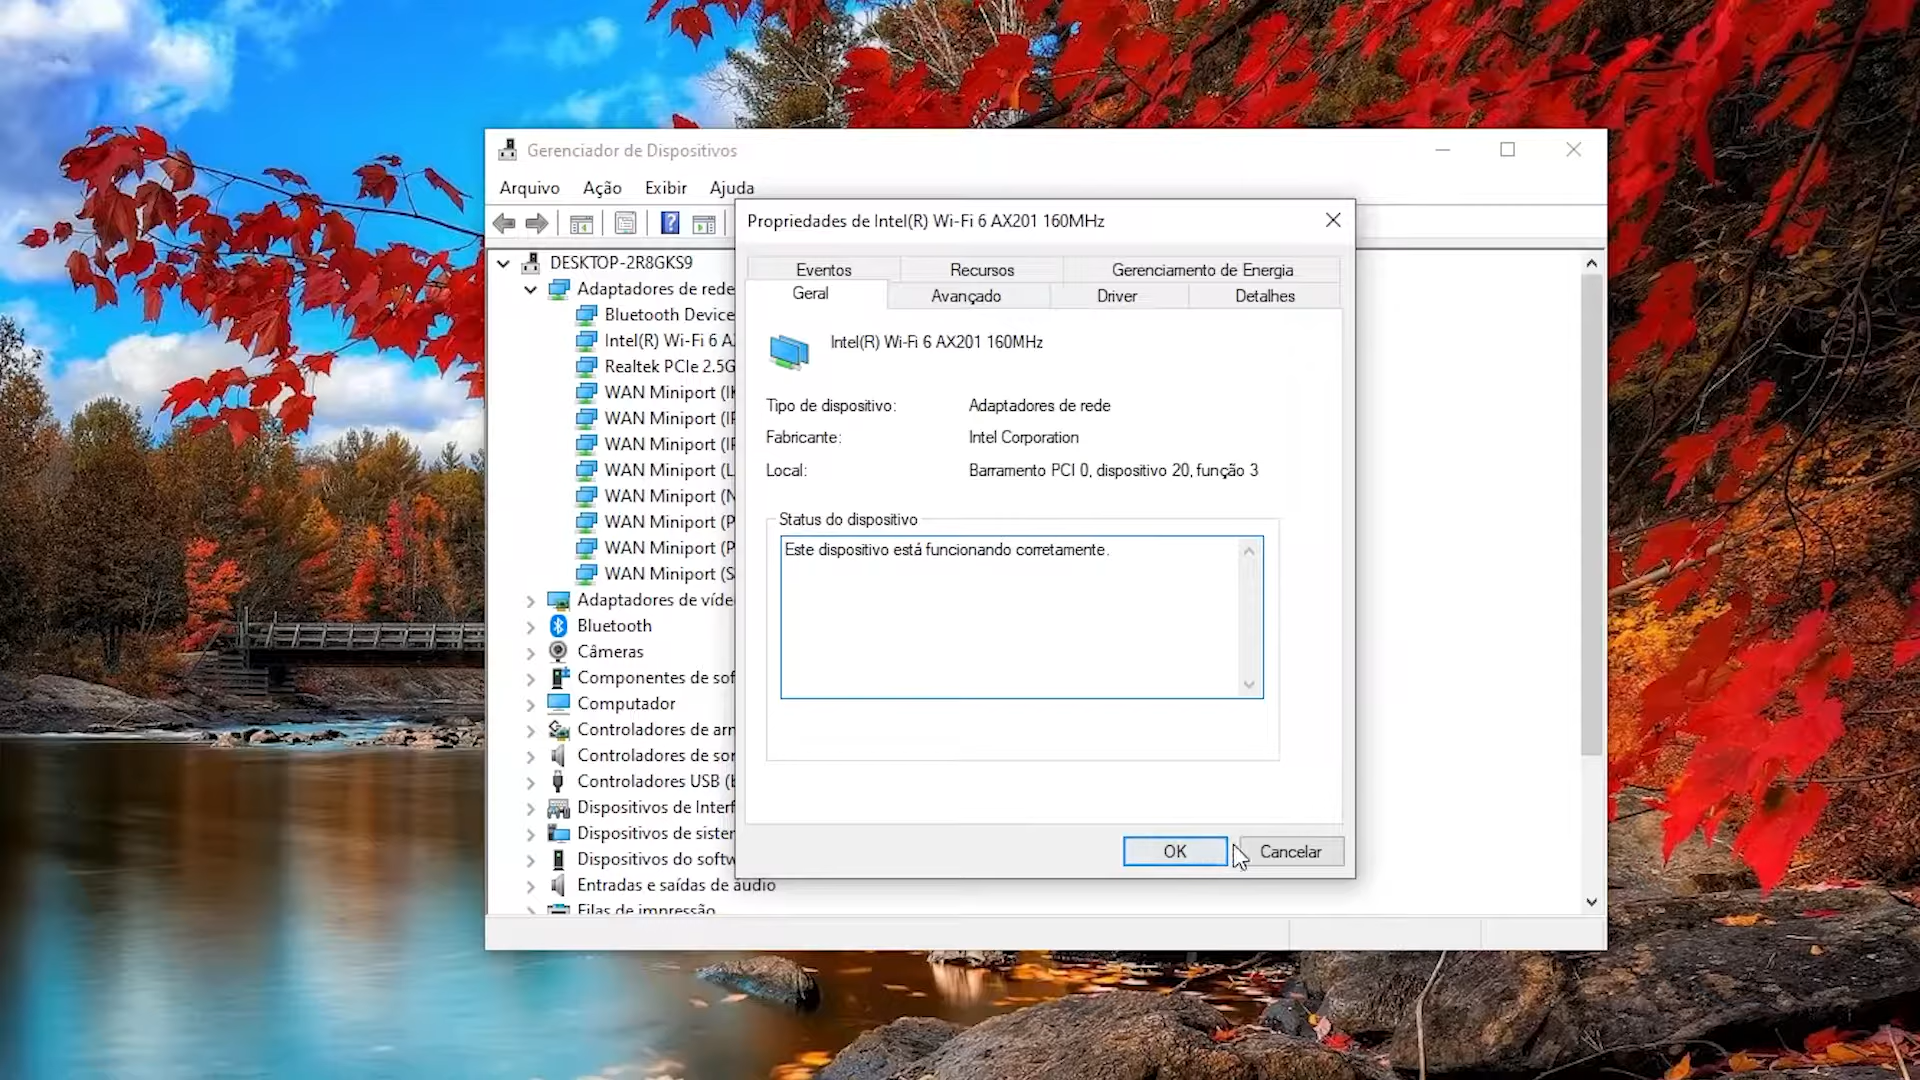 Gerenciador de Dispositivos
Arquivo Ação Exibir Ajuda
DESKTOP-2R8GKS9
Adaptadores de rede
Bluetooth Device
Intel(R) Wi-Fi 6 A
Realtek PCIe 2.5G
WAN Miniport (IK
WAN Miniport (IP
WAN Miniport (IP
WAN Miniport (L
WAN Miniport (N
WAN Miniport (P
WAN Miniport (P
WAN Miniport (S
Adaptadores de víde
Bluetooth
Câmeras
Componentes de sof
Computador
Controladores de arm
Controladores de som
Controladores USB (b
Dispositivos de Interf
Dispositivos de sistem
Dispositivos do softw
Entradas e saídas de áudio
Filas de impressão
Propriedades de Intel(R) Wi-Fi 6 AX201 160MHz
Eventos Recursos Gerenciamento de Energia
Geral Avançado Driver Detalhes
Intel(R) Wi-Fi 6 AX201 160MHz
Tipo de dispositivo: Adaptadores de rede
Fabricante: Intel Corporation
Local: Barramento PCI 0, dispositivo 20, função 3
Status do dispositivo
Este dispositivo está funcionando corretamente.
OK Cancelar